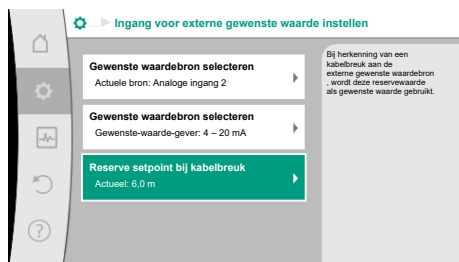 Ingang voor externe gewenste waarde instellen
Gewenste waardebron selecteren
Actuele bron: Analoge ingang 2
Gewenste waardebron selecteren
Gewenste-waarde-gever: 4 – 20 mA
Reserve setpoint bij kabelbreuk
Actueel: 6,0 m
Bij herkenning van een
kabelbreuk aan de
externe gewenste waardebron
, wordt deze reservewaarde
als gewenste waarde gebruikt.
?